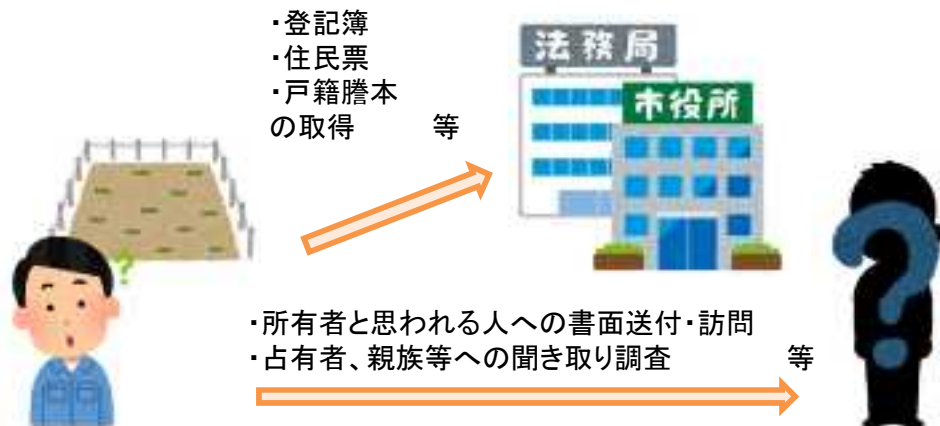 ・登記簿
・住民票
・戸籍謄本
の取得　　　等
法務局
市役所
?
・所有者と思われる人への書面送付・訪問
・占有者、親族等への聞き取り調査　　　　等
?